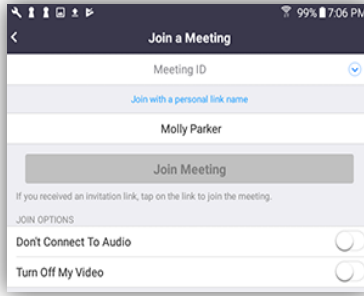 99% 7:06 PM
Join a Meeting
Meeting ID
Join with a personal link name
Molly Parker
Join Meeting
If you received an invitation link, tap on the link to join the meeting.
JOIN OPTIONS
Don't Connect To Audio
Turn Off My Video